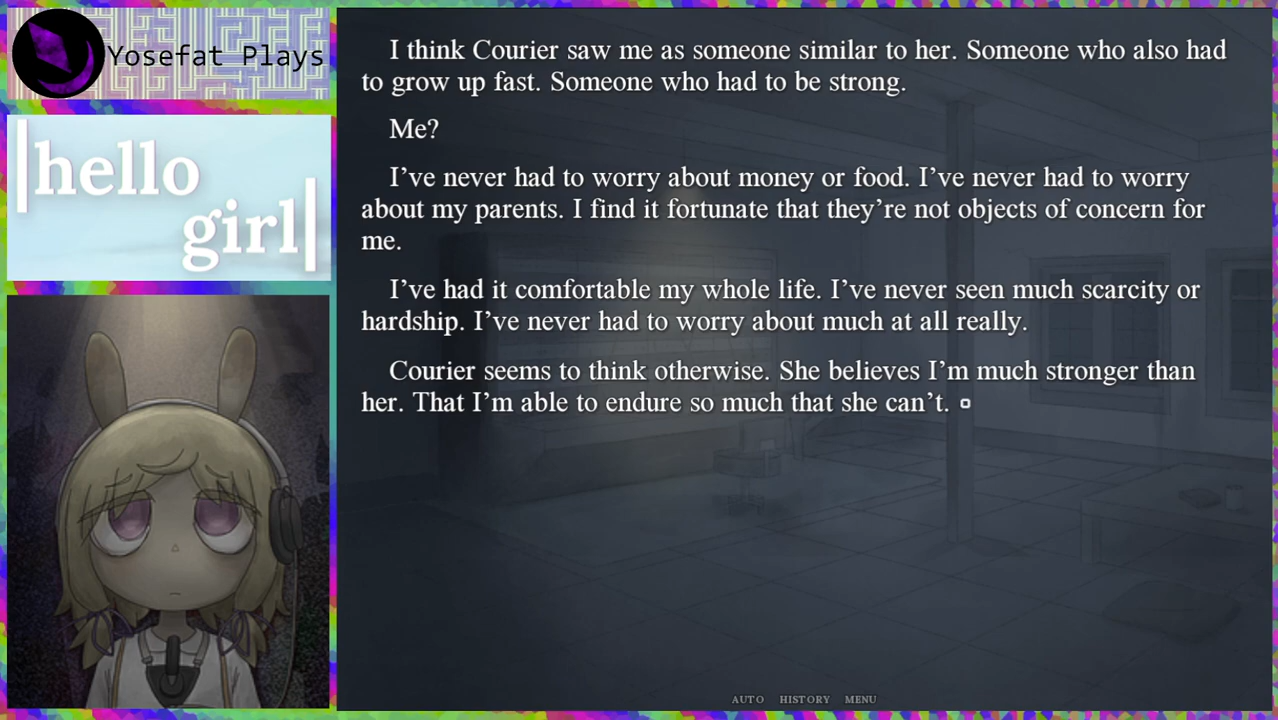 Yosefat Plays
hello
girl
I think Courier saw me as someone similar to her. Someone who also had
to grow up fast. Someone who had to be strong.
Me?
I've never had to worry about money or food. I've never had to worry
about my parents. I find it fortunate that they're not objects of concern for
me.
I've had it comfortable my whole life. I've never seen much scarcity or
hardship. I've never had to worry about much at all really.
Courier seems to think otherwise. She believes I'm much stronger than
her. That I'm able to endure so much that she can't.
AUTO HISTORY MENU